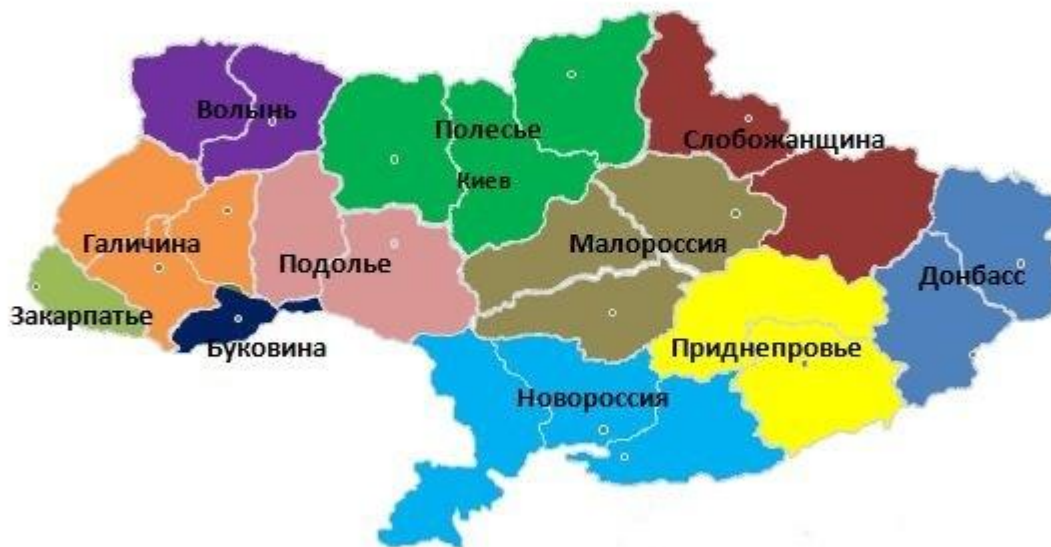 Волынь
Полесье
Слобожанщина
Киев
Галичина
Подолье
Малороссия
Донбасс
Закарпатье
Буковина
Приднепровье
Новороссия